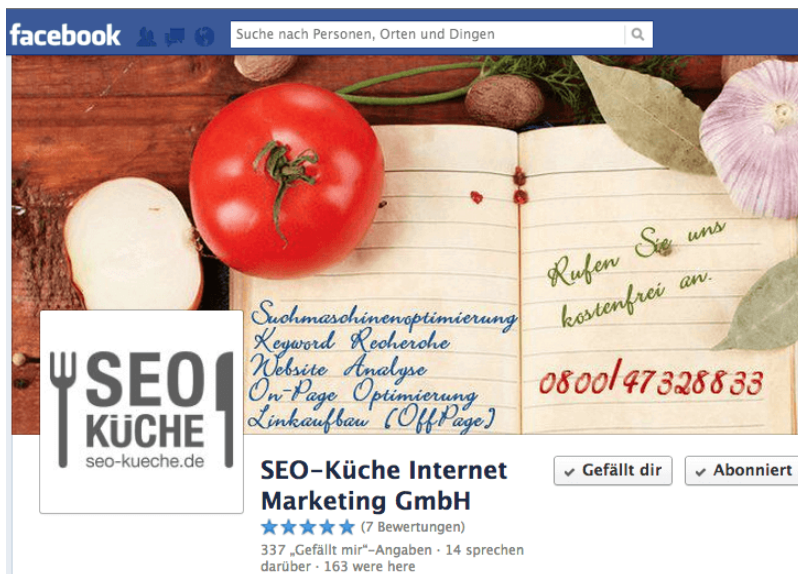 facebook
Suche nach Personen, Orten und Dingen
Rufen Sie uns
kostenfrei an.
Suchmaschinenoptimierung
Keyword Recherche
Website Analyse
On-Page Optimierung
Linkaufbau (OffPage)
0800/47328833
SEO
KÜCHE
seo-kueche.de
SEO-Küche Internet
Marketing GmbH
Gefällt dir
Abonniert
(7 Bewertungen)
337 „Gefällt mir“-Angaben · 14 sprechen
darüber · 163 were here